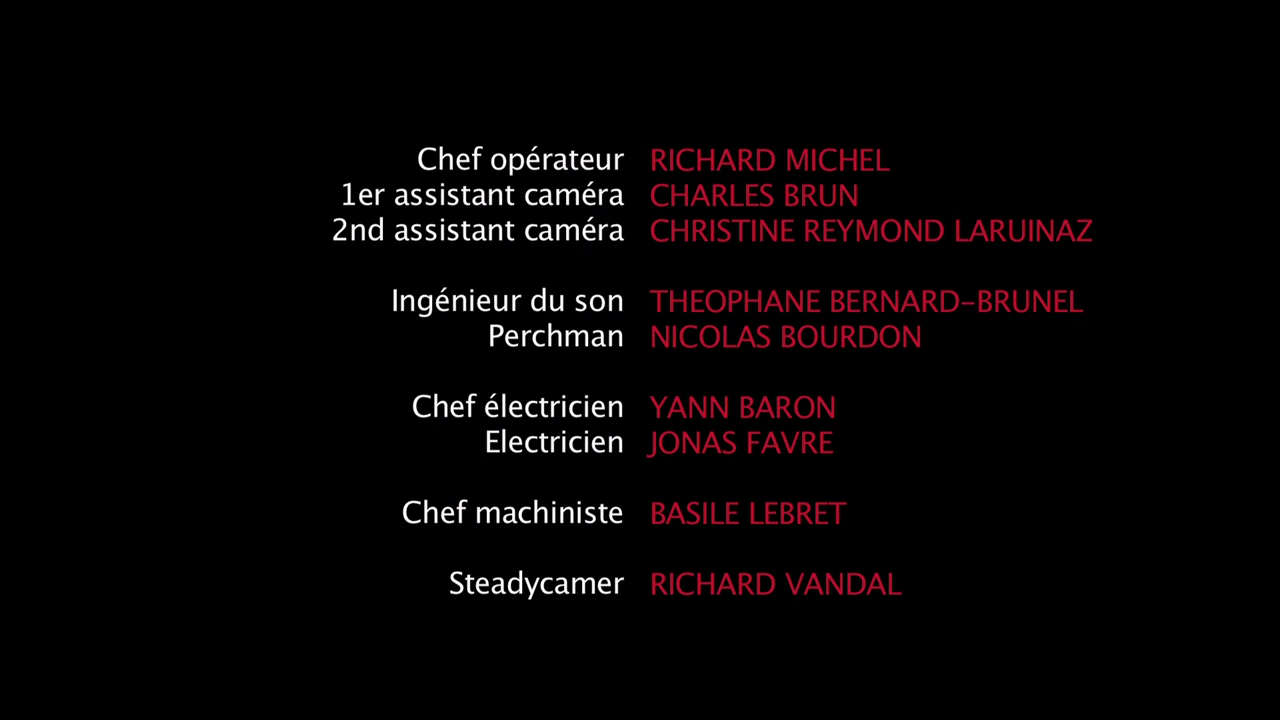 Chef opérateur RICHARD MICHEL
1er assistant caméra CHARLES BRUN
2nd assistant caméra CHRISTINE REYMOND LARUINAZ
Ingénieur du son THEOPHANE BERNARD-BRUNEL
Perchman NICOLAS BOURDON
Chef électricien YANN BARON
Electricien JONAS FAVRE
Chef machiniste BASILE LEBRET
Steadycamer RICHARD VANDAL